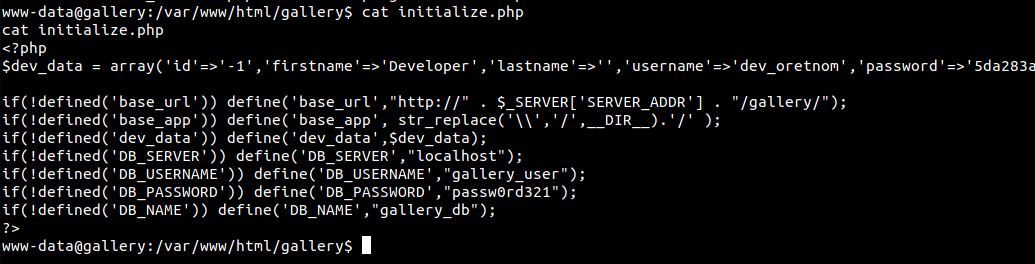 www-data@gallery:/var/www/html/gallery$ cat initialize.php
cat initialize.php
<?php
$dev_data = array('id'=>'-1','firstname'=>'Developer','lastname'=>'','username'=>'dev_oretnom','password'=>'5da283a
if(!defined('base_url')) define('base_url',"http://" . $_SERVER['SERVER_ADDR'] . "/gallery/");
if(!defined('base_app')) define('base_app', str_replace('\\','/',__DIR__).'/' );
if(!defined('dev_data')) define('dev_data',$dev_data);
if(!defined('DB_SERVER')) define('DB_SERVER',"localhost");
if(!defined('DB_USERNAME')) define('DB_USERNAME',"gallery_user");
if(!defined('DB_PASSWORD')) define('DB_PASSWORD',"passw0rd321");
if(!defined('DB_NAME')) define('DB_NAME',"gallery_db");
?>
www-data@gallery:/var/www/html/gallery$